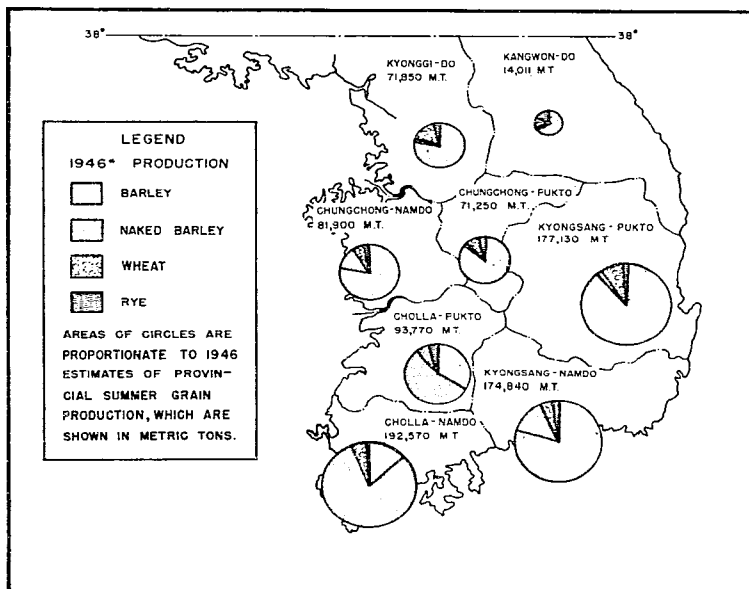 38°
38°
KYONGGI-DO
71,850 M.T.
KANGWON-DO
14,011 M.T
LEGEND
1946* PRODUCTION
BARLEY
NAKED BARLEY
WHEAT
RYE
AREAS OF CIRCLES ARE
PROPORTIONATE TO 1946
ESTIMATES OF PROVIN-
CIAL SUMMER GRAIN
PRODUCTION, WHICH ARE
SHOWN IN METRIC TONS.
CHUNGCHONG-NAMDO
81,900 M.T.
CHUNGCHONG-PUKTO
71,250 M.T.
KYONGSANG-PUKTO
177,130 M.T
CHOLLA-PUKTO
93,770 M.T.
KYONGSANG-NAMDO
174,840 M.T.
CHOLLA-NAMDO
192,570 M.T